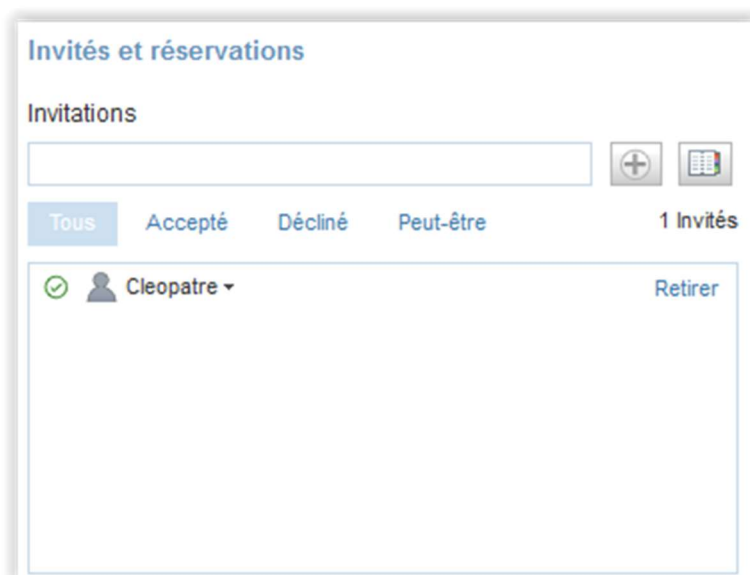 Invités et réservations
Invitations
Tous Accepté Décliné Peut-être 1 Invités
Cleopatre Retirer